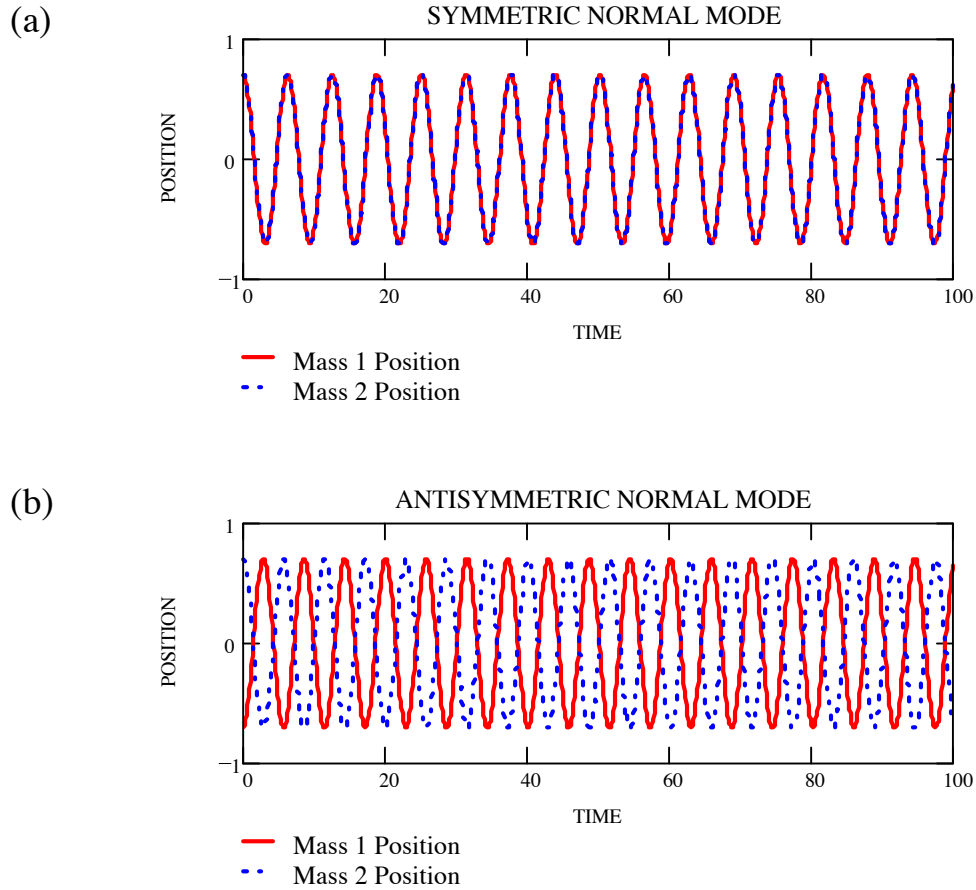 (a)
SYMMETRIC NORMAL MODE
1
POSITION
0
−1
0 20 40 60 80 100
TIME
Mass 1 Position
Mass 2 Position
(b)
ANTISYMMETRIC NORMAL MODE
1
POSITION
0
−1
0 20 40 60 80 100
TIME
Mass 1 Position
Mass 2 Position